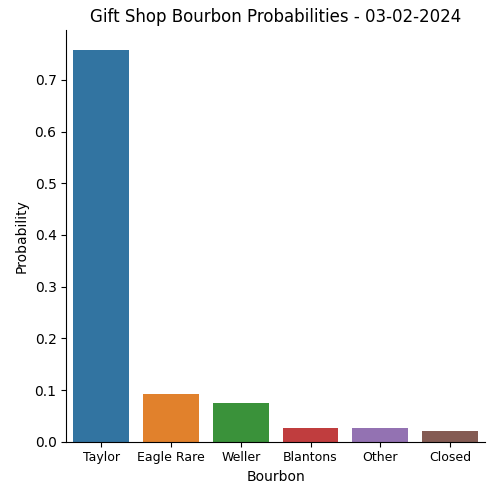 Gift Shop Bourbon Probabilities - 03-02-2024
Probability
0.7
0.6
0.5
0.4
0.3
0.2
0.1
0.0
Taylor Eagle Rare Weller Blantons Other Closed
Bourbon